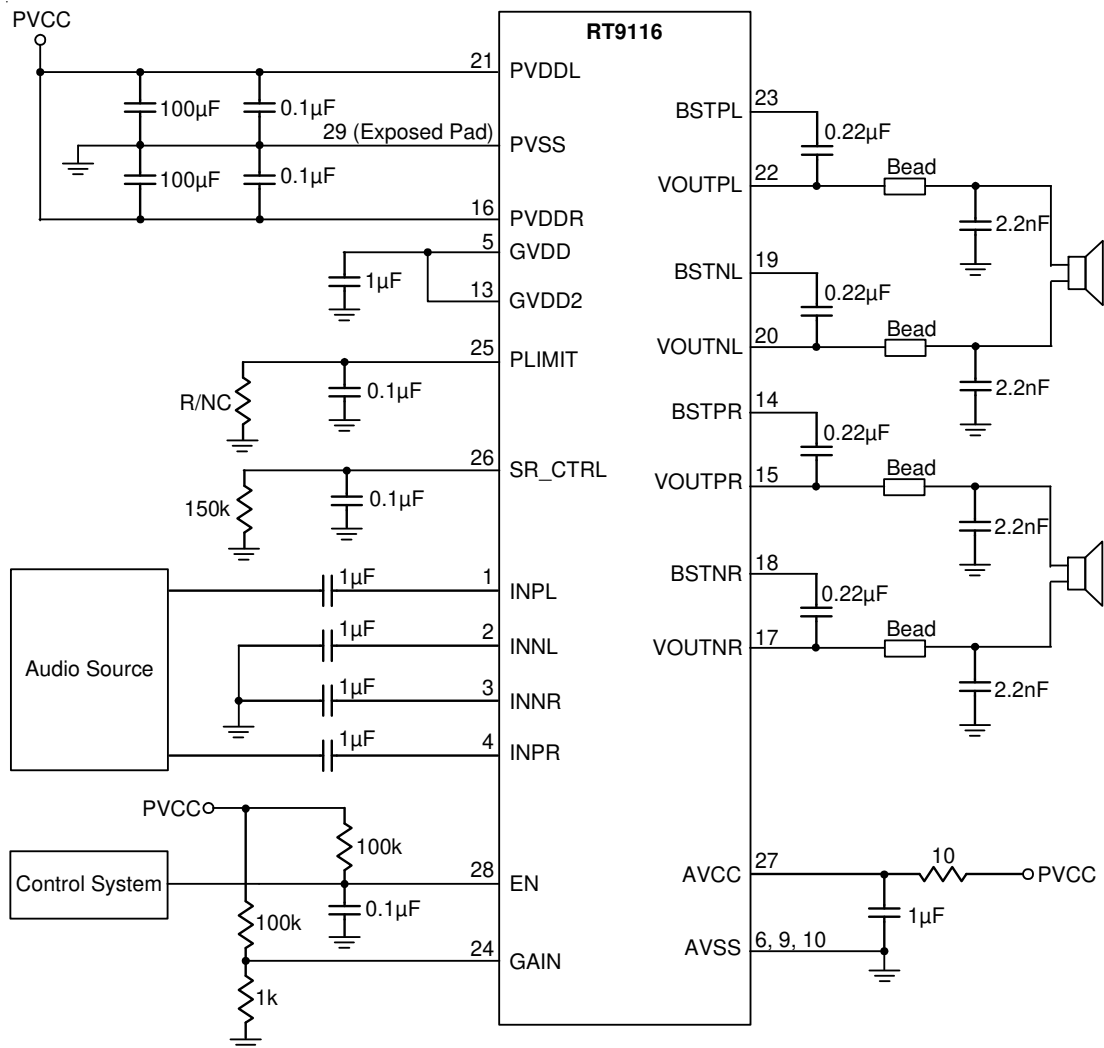 PVCC
RT9116
21 PVDDL
100µF 0.1µF
29 (Exposed Pad) PVSS
100µF 0.1µF
16 PVDDR
5 GVDD
1µF
13 GVDD2
25 PLIMIT
R/NC 0.1µF
26 SR_CTRL
150k 0.1µF
Audio Source
1µF 1 INPL
1µF 2 INNL
1µF 3 INNR
1µF 4 INPR
PVCC
100k
Control System
28 EN
0.1µF
100k
24 GAIN
1k
BSTPL 23
0.22µF
VOUTPL 22 Bead
2.2nF
BSTNL 19
0.22µF
VOUTNL 20 Bead
2.2nF
BSTPR 14
0.22µF
VOUTPR 15 Bead
2.2nF
BSTNR 18
0.22µF
VOUTNR 17 Bead
2.2nF
AVCC 27 10 PVCC
1µF
AVSS 6, 9, 10